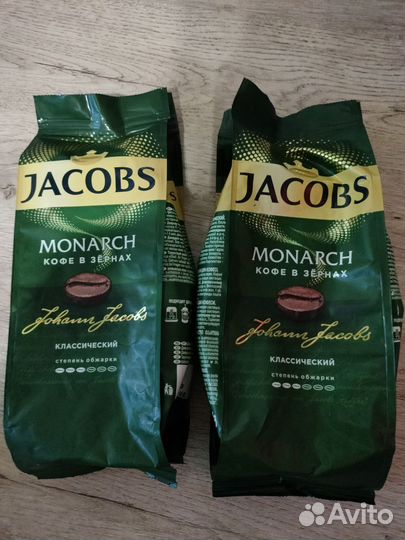 JACOBS
MONARCH
КОФЕ В ЗЁРНАХ
Johann Jacobs
КЛАССИЧЕСКИЙ
степень обжарки
JACOBS
MONARCH
КОФЕ В ЗЁРНАХ
Johann Jacobs
КЛАССИЧЕСКИЙ
степень обжарки
Avito